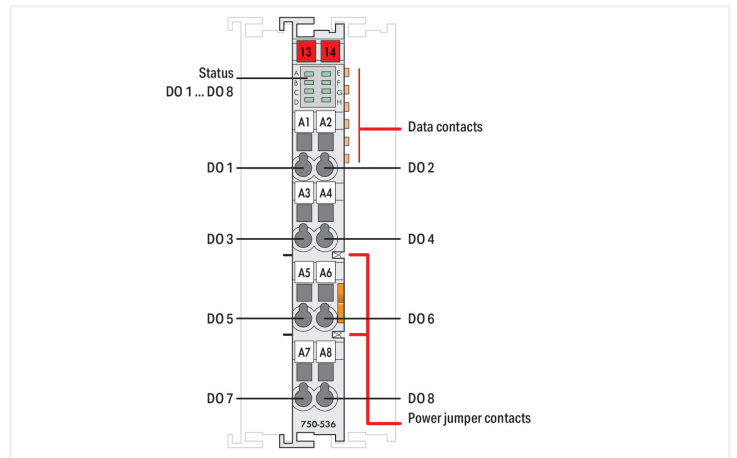 13 14
Status
DO 1 ... DO 8
A E
B F
C G
D H
A1 A2
Data contacts
DO 1 DO 2
A3 A4
DO 3 DO 4
A5 A6
DO 5 DO 6
A7 A8
DO 7 DO 8
Power jumper contacts
750-536